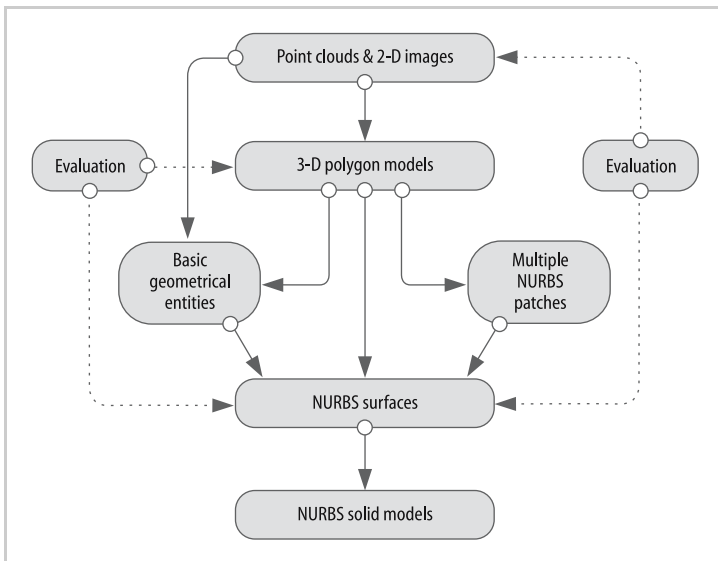 Point clouds & 2-D images
Evaluation
3-D polygon models
Evaluation
Basic
geometrical
entities
Multiple
NURBS
patches
NURBS surfaces
NURBS solid models